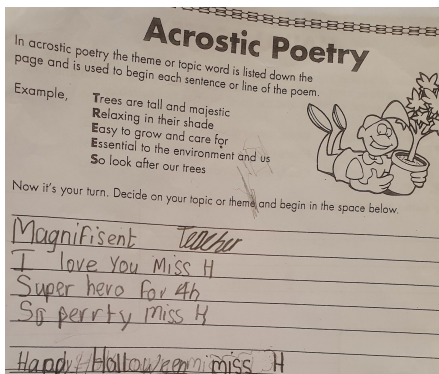 Acrostic Poetry
In acrostic poetry the theme or topic word is listed down the
page and is used to begin each sentence or line of the poem.
Example,
Trees are tall and majestic
Relaxing in their shade
Easy to grow and care for
Essential to the environment and us
So look after our trees
Now it's your turn. Decide on your topic or theme and begin in the space below.
Magnifisent Teacher
I love You Miss H
Super hero for 4h
So perrty Miss H
Happy Halloween miss H